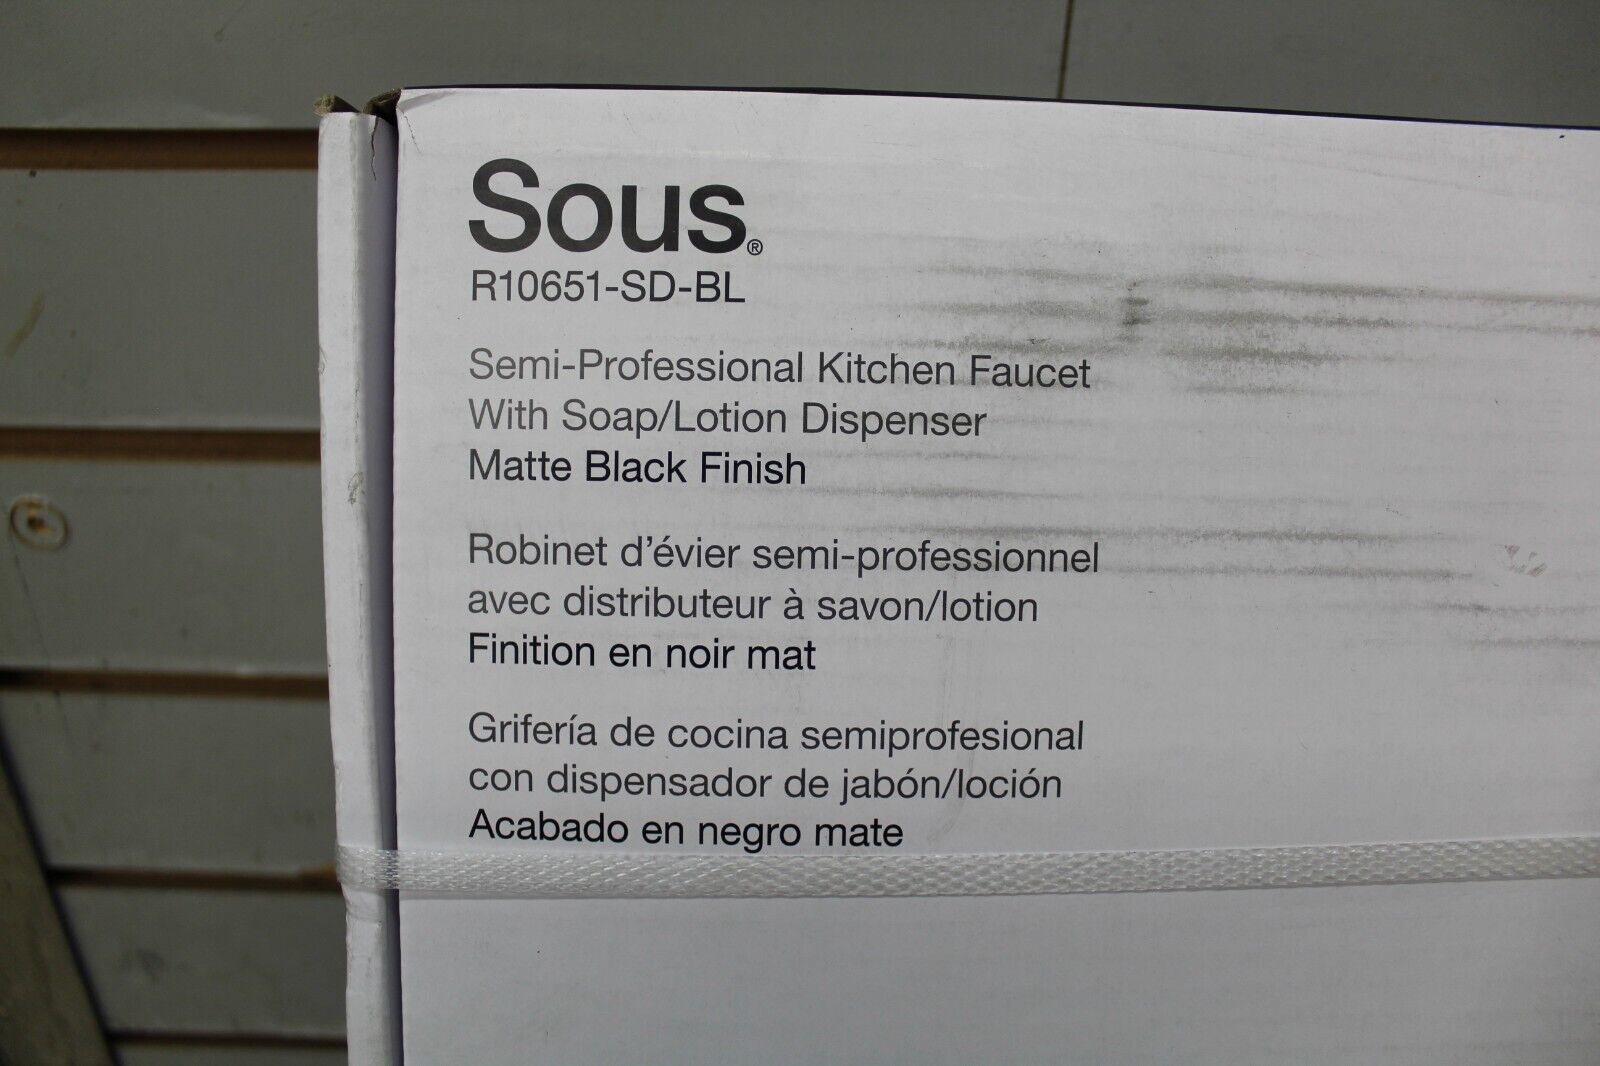 Sous®
R10651-SD-BL
Semi-Professional Kitchen Faucet
With Soap/Lotion Dispenser
Matte Black Finish
Robinet d'évier semi-professionnel
avec distributeur à savon/lotion
Finition en noir mat
Grifería de cocina semiprofesional
con dispensador de jabón/loción
Acabado en negro mate